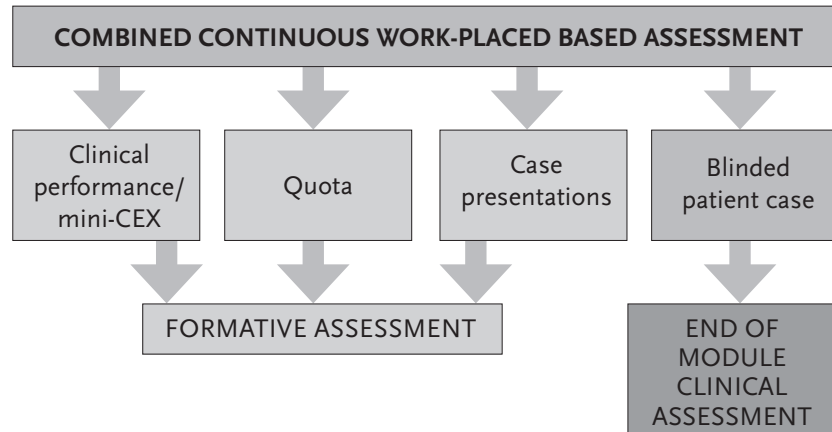 COMBINED CONTINUOUS WORK-PLACED BASED ASSESSMENT
Clinical
performance/
mini-CEX
Quota
Case
presentations
Blinded
patient case
FORMATIVE ASSESSMENT
END OF
MODULE
CLINICAL
ASSESSMENT